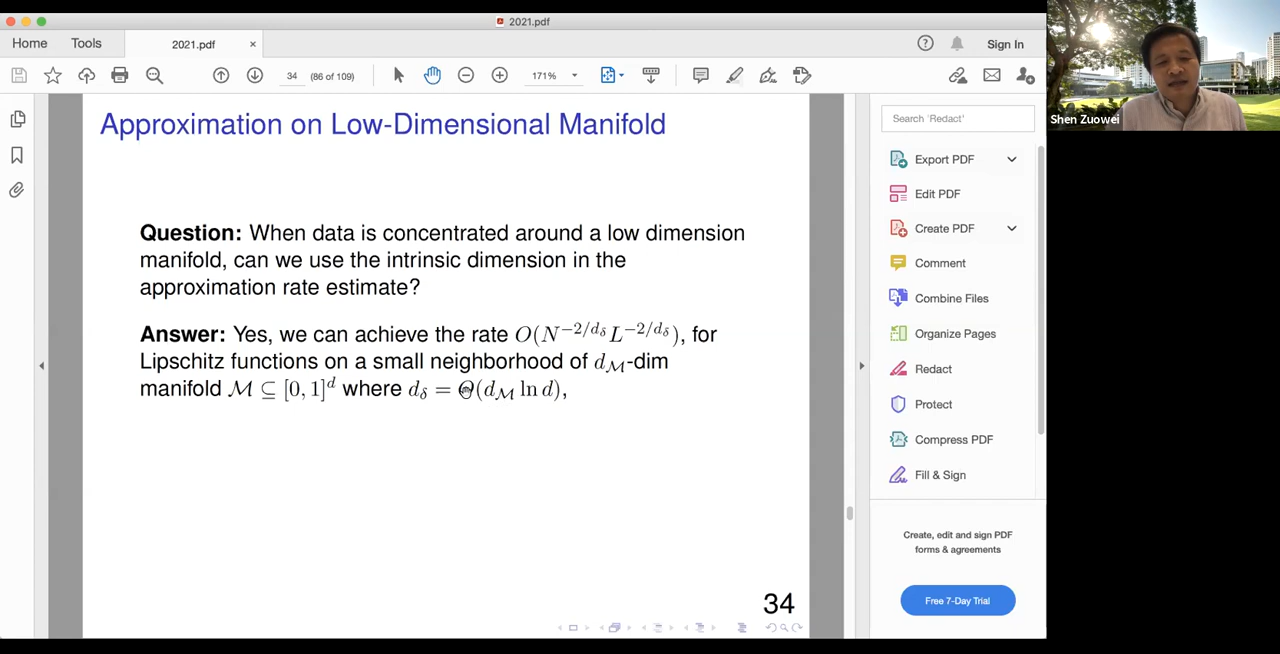 2021.pdf
Home Tools 2021.pdf × Sign In
34 (86 of 109) 171%
Shen Zuowei
Approximation on Low-Dimensional Manifold
Question: When data is concentrated around a low dimension
manifold, can we use the intrinsic dimension in the
approximation rate estimate?
Answer: Yes, we can achieve the rate O(N^{-2/d_δ} L^{-2/d_δ}), for
Lipschitz functions on a small neighborhood of d_ℳ-dim
manifold ℳ ⊆ [0, 1]^d where d_δ = Θ(d_ℳ ln d),
34
Search 'Redact'
Export PDF
Edit PDF
Create PDF
Comment
Combine Files
Organize Pages
Redact
Protect
Compress PDF
Fill & Sign
Create, edit and sign PDF
forms & agreements
Free 7-Day Trial